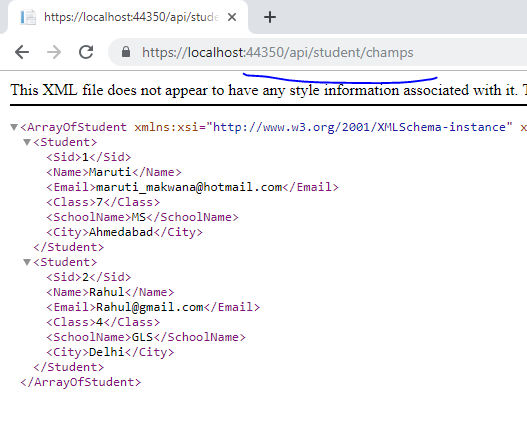 https://localhost:44350/api/stude
https://localhost:44350/api/student/champs
This XML file does not appear to have any style information associated with it. T
<ArrayOfStudent xmlns:xsi="http://www.w3.org/2001/XMLSchema-instance" x
<Student>
<Sid>1</Sid>
<Name>Maruti</Name>
<Email>maruti_makwana@hotmail.com</Email>
<Class>7</Class>
<SchoolName>MS</SchoolName>
<City>Ahmedabad</City>
</Student>
<Student>
<Sid>2</Sid>
<Name>Rahul</Name>
<Email>Rahul@gmail.com</Email>
<Class>4</Class>
<SchoolName>GLS</SchoolName>
<City>Delhi</City>
</Student>
</ArrayOfStudent>